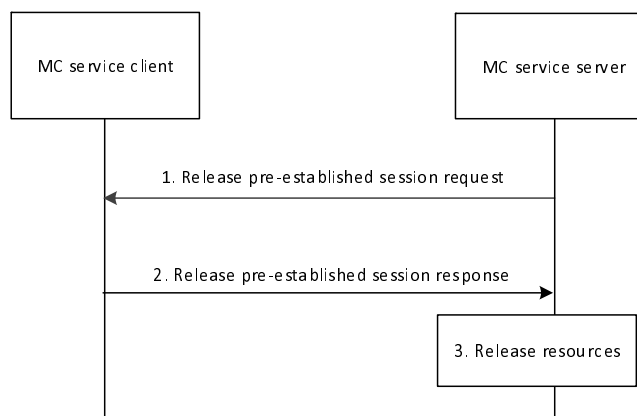 MC service client
MC service server
1. Release pre-established session request
2. Release pre-established session response
3. Release resources